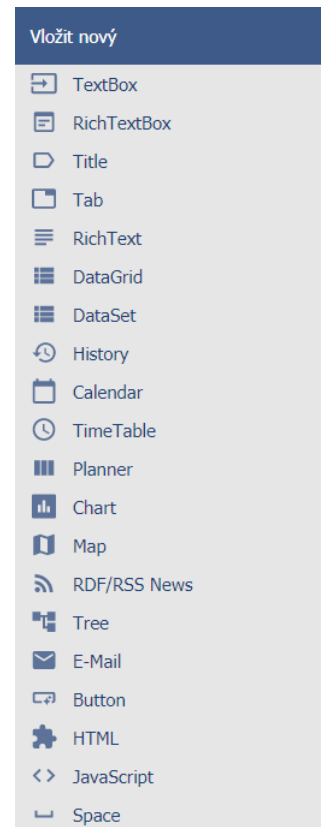 Vložit nový
TextBox
RichTextBox
Title
Tab
RichText
DataGrid
DataSet
History
Calendar
TimeTable
Planner
Chart
Map
RDF/RSS News
Tree
E-Mail
Button
HTML
JavaScript
Space